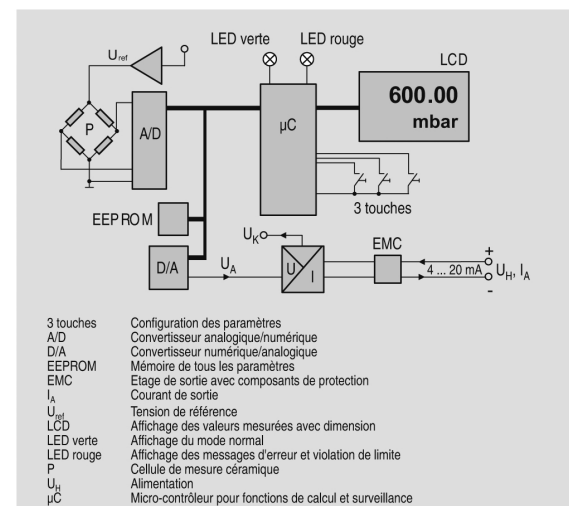 LED verte LED rouge
Uref
LCD
600.00
mbar
P
A/D
µC
3 touches
EEPROM
UK
EMC
D/A
UA
U
I
+
4 ... 20 mA
UH, IA
-
3 touches Configuration des paramètres
A/D Convertisseur analogique/numérique
D/A Convertisseur numérique/analogique
EEPROM Mémoire de tous les paramètres
EMC Etage de sortie avec composants de protection
IA Courant de sortie
Uref Tension de référence
LCD Affichage des valeurs mesurées avec dimension
LED verte Affichage du mode normal
LED rouge Affichage des messages d'erreur et violation de limite
P Cellule de mesure céramique
UH Alimentation
µC Micro-contrôleur pour fonctions de calcul et surveillance